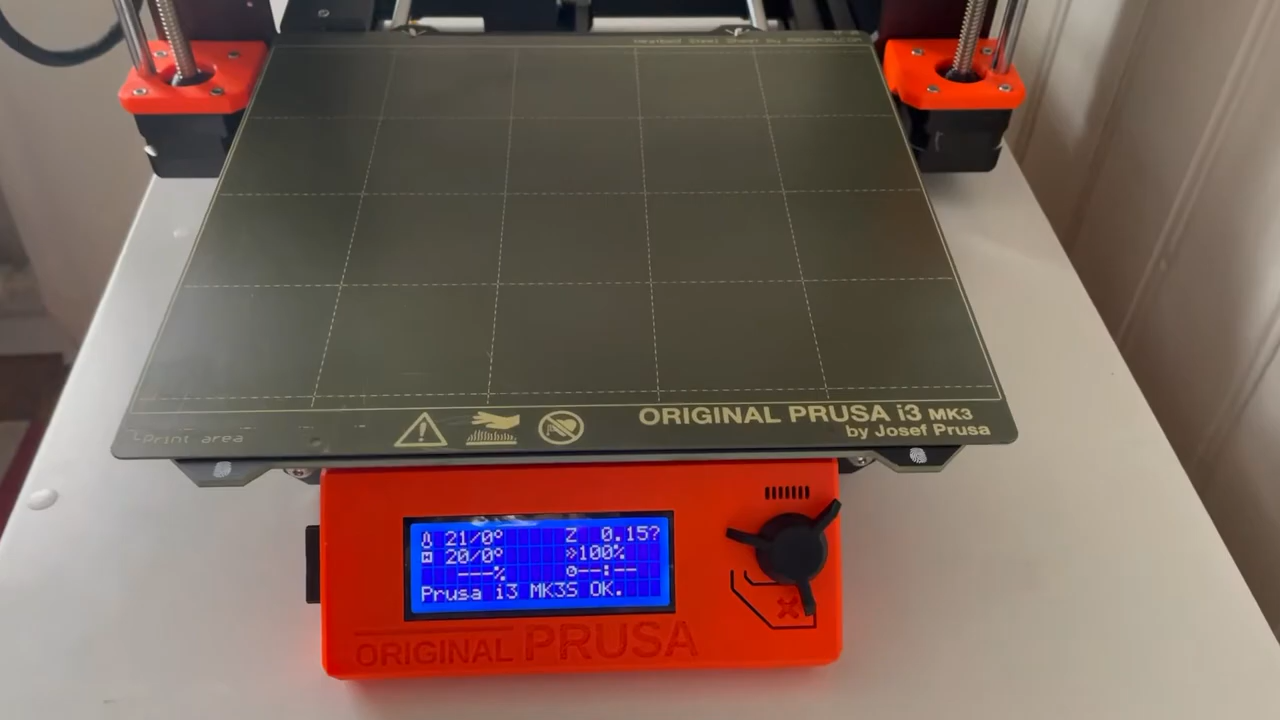 Print area
ORIGINAL PRUSA i3 MK3
by Josef Prusa
21/0° Z 0.15?
20/0° »100%
---% --:--
Prusa i3 MK3S OK.
ORIGINAL PRUSA